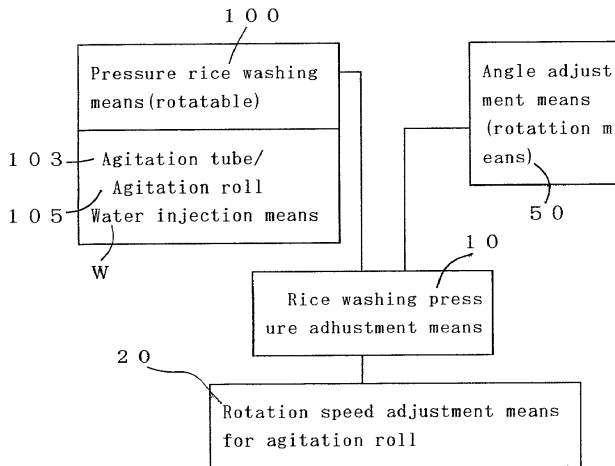 100
Pressure rice washing
means(rotatable)
103
Agitation tube/
Agitation roll
105
Water injection means
W
Angle adjust
ment means
(rotattion m
eans)
50
10
Rice washing press
ure adhustment means
20
Rotation speed adjustment means
for agitation roll